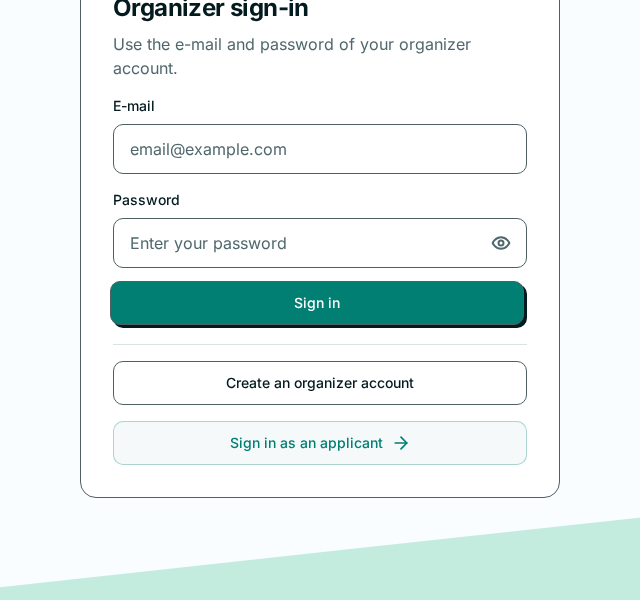 Organizer sign-in
Use the e-mail and password of your organizer
account.
E-mail
email@example.com
Password
Enter your password
Sign in
Create an organizer account
Sign in as an applicant